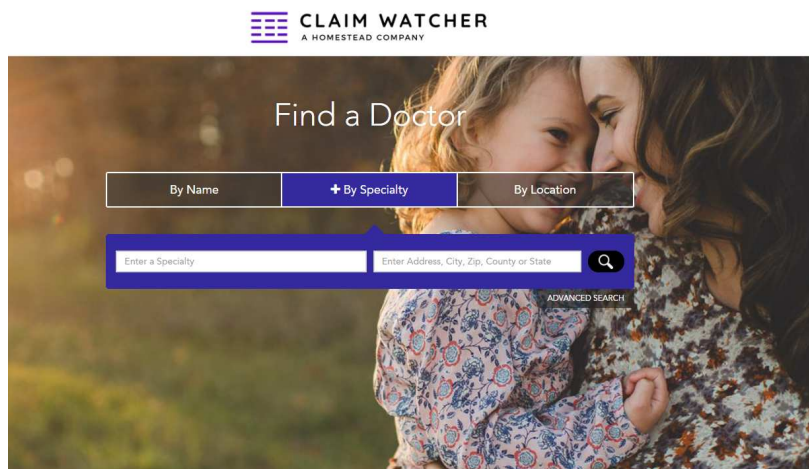 CLAIM WATCHER
A HOMESTEAD COMPANY
Find a Doctor
By Name
+ By Specialty
By Location
Enter a Specialty
Enter Address, City, Zip, County or State
ADVANCED SEARCH